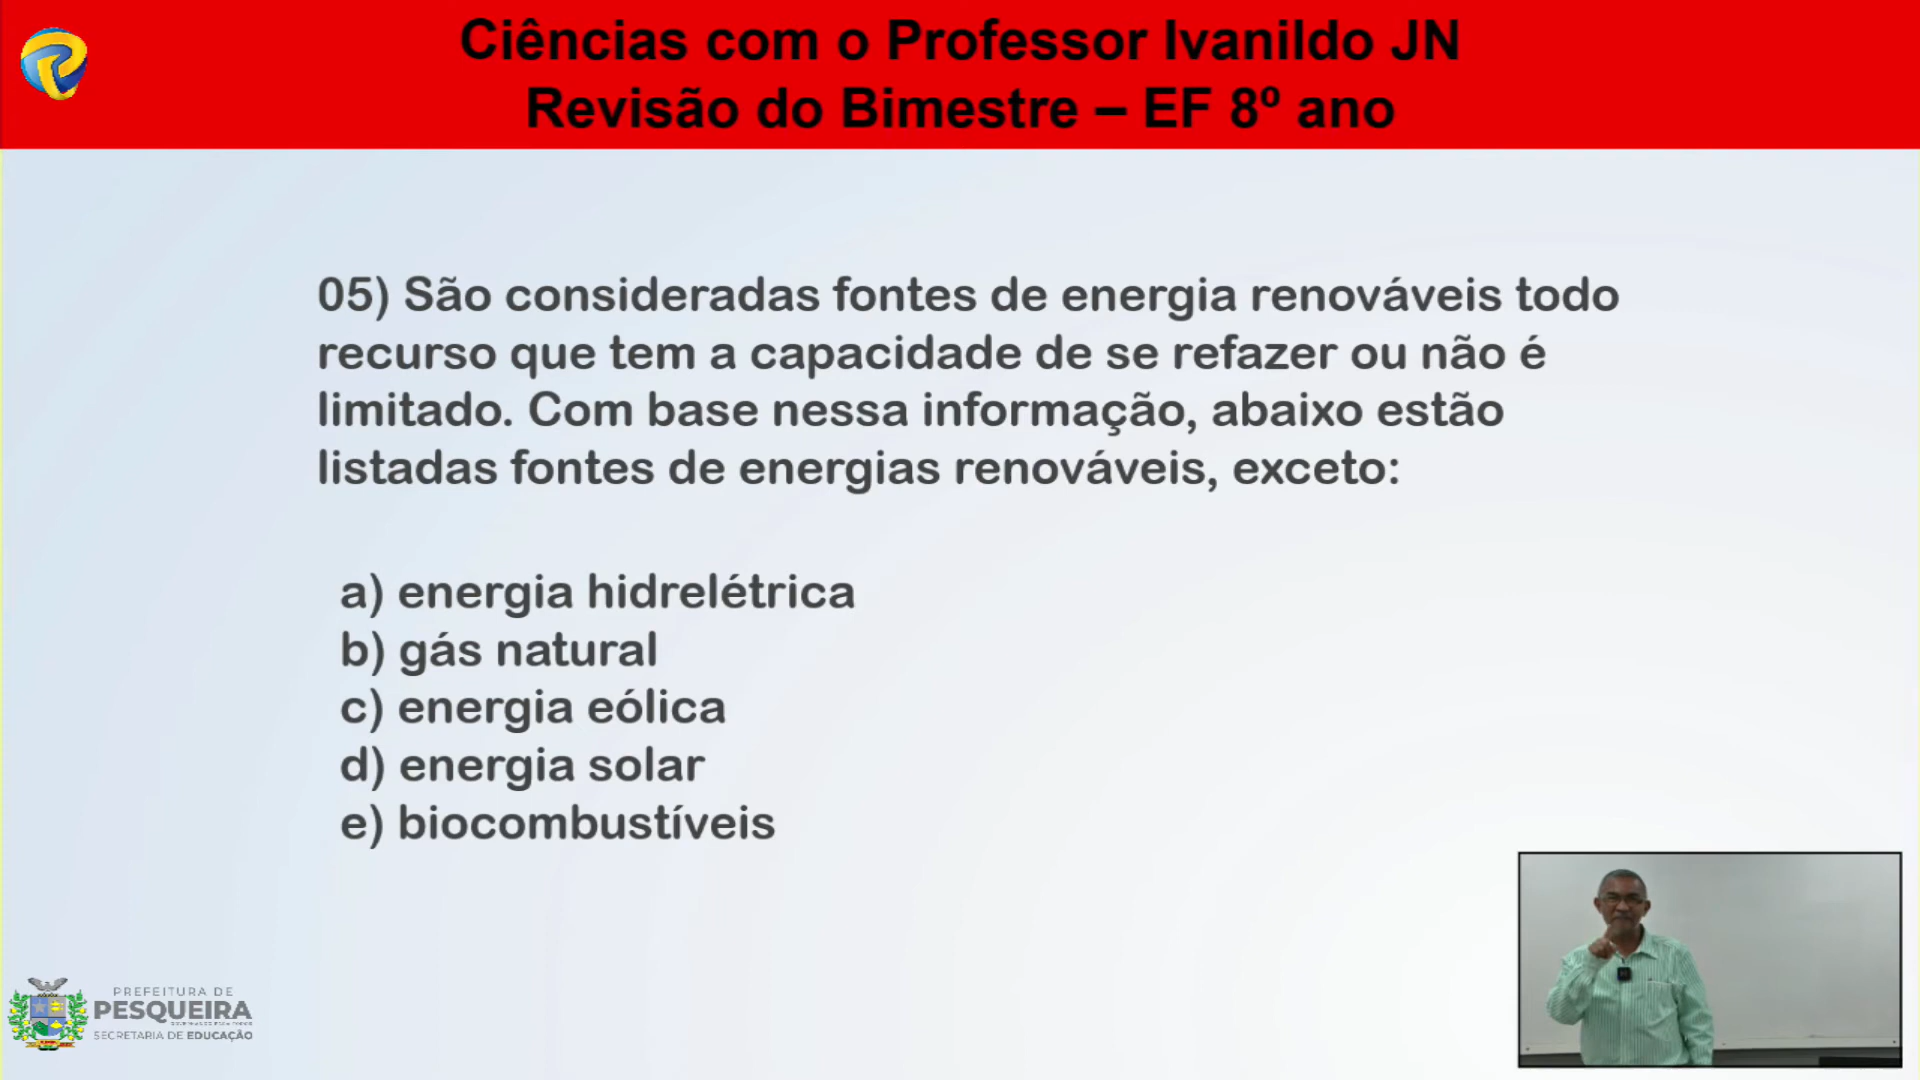 Ciências com o Professor Ivanildo JN
Revisão do Bimestre – EF 8º ano
05) São consideradas fontes de energia renováveis todo
recurso que tem a capacidade de se refazer ou não é
limitado. Com base nessa informação, abaixo estão
listadas fontes de energias renováveis, exceto:
a) energia hidrelétrica
b) gás natural
c) energia eólica
d) energia solar
e) biocombustíveis
PREFEITURA DE
PESQUEIRA
SECRETARIA DE EDUCAÇÃO